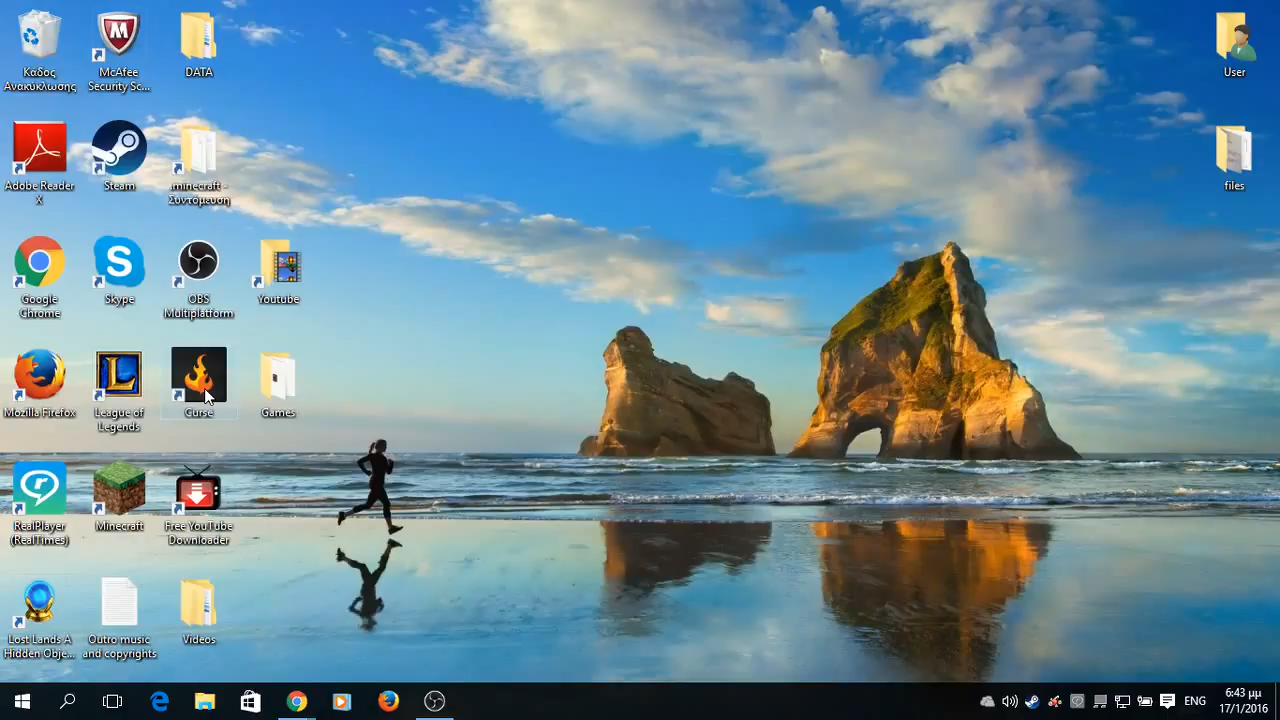 Κάδος
Ανακύκλωσης
McAfee
Security Sc...
DATA
User
Adobe Reader
X
Steam
.minecraft -
Συντόμευση
files
Google
Chrome
Skype
OBS
Multiplatform
Youtube
Mozilla Firefox
League of
Legends
Curse
Games
RealPlayer
(RealTimes)
Minecraft
Free YouTube
Downloader
Lost Lands A
Hidden Obje...
Outro music
and copyrights
Videos
ENG
6:43 μμ
17/1/2016